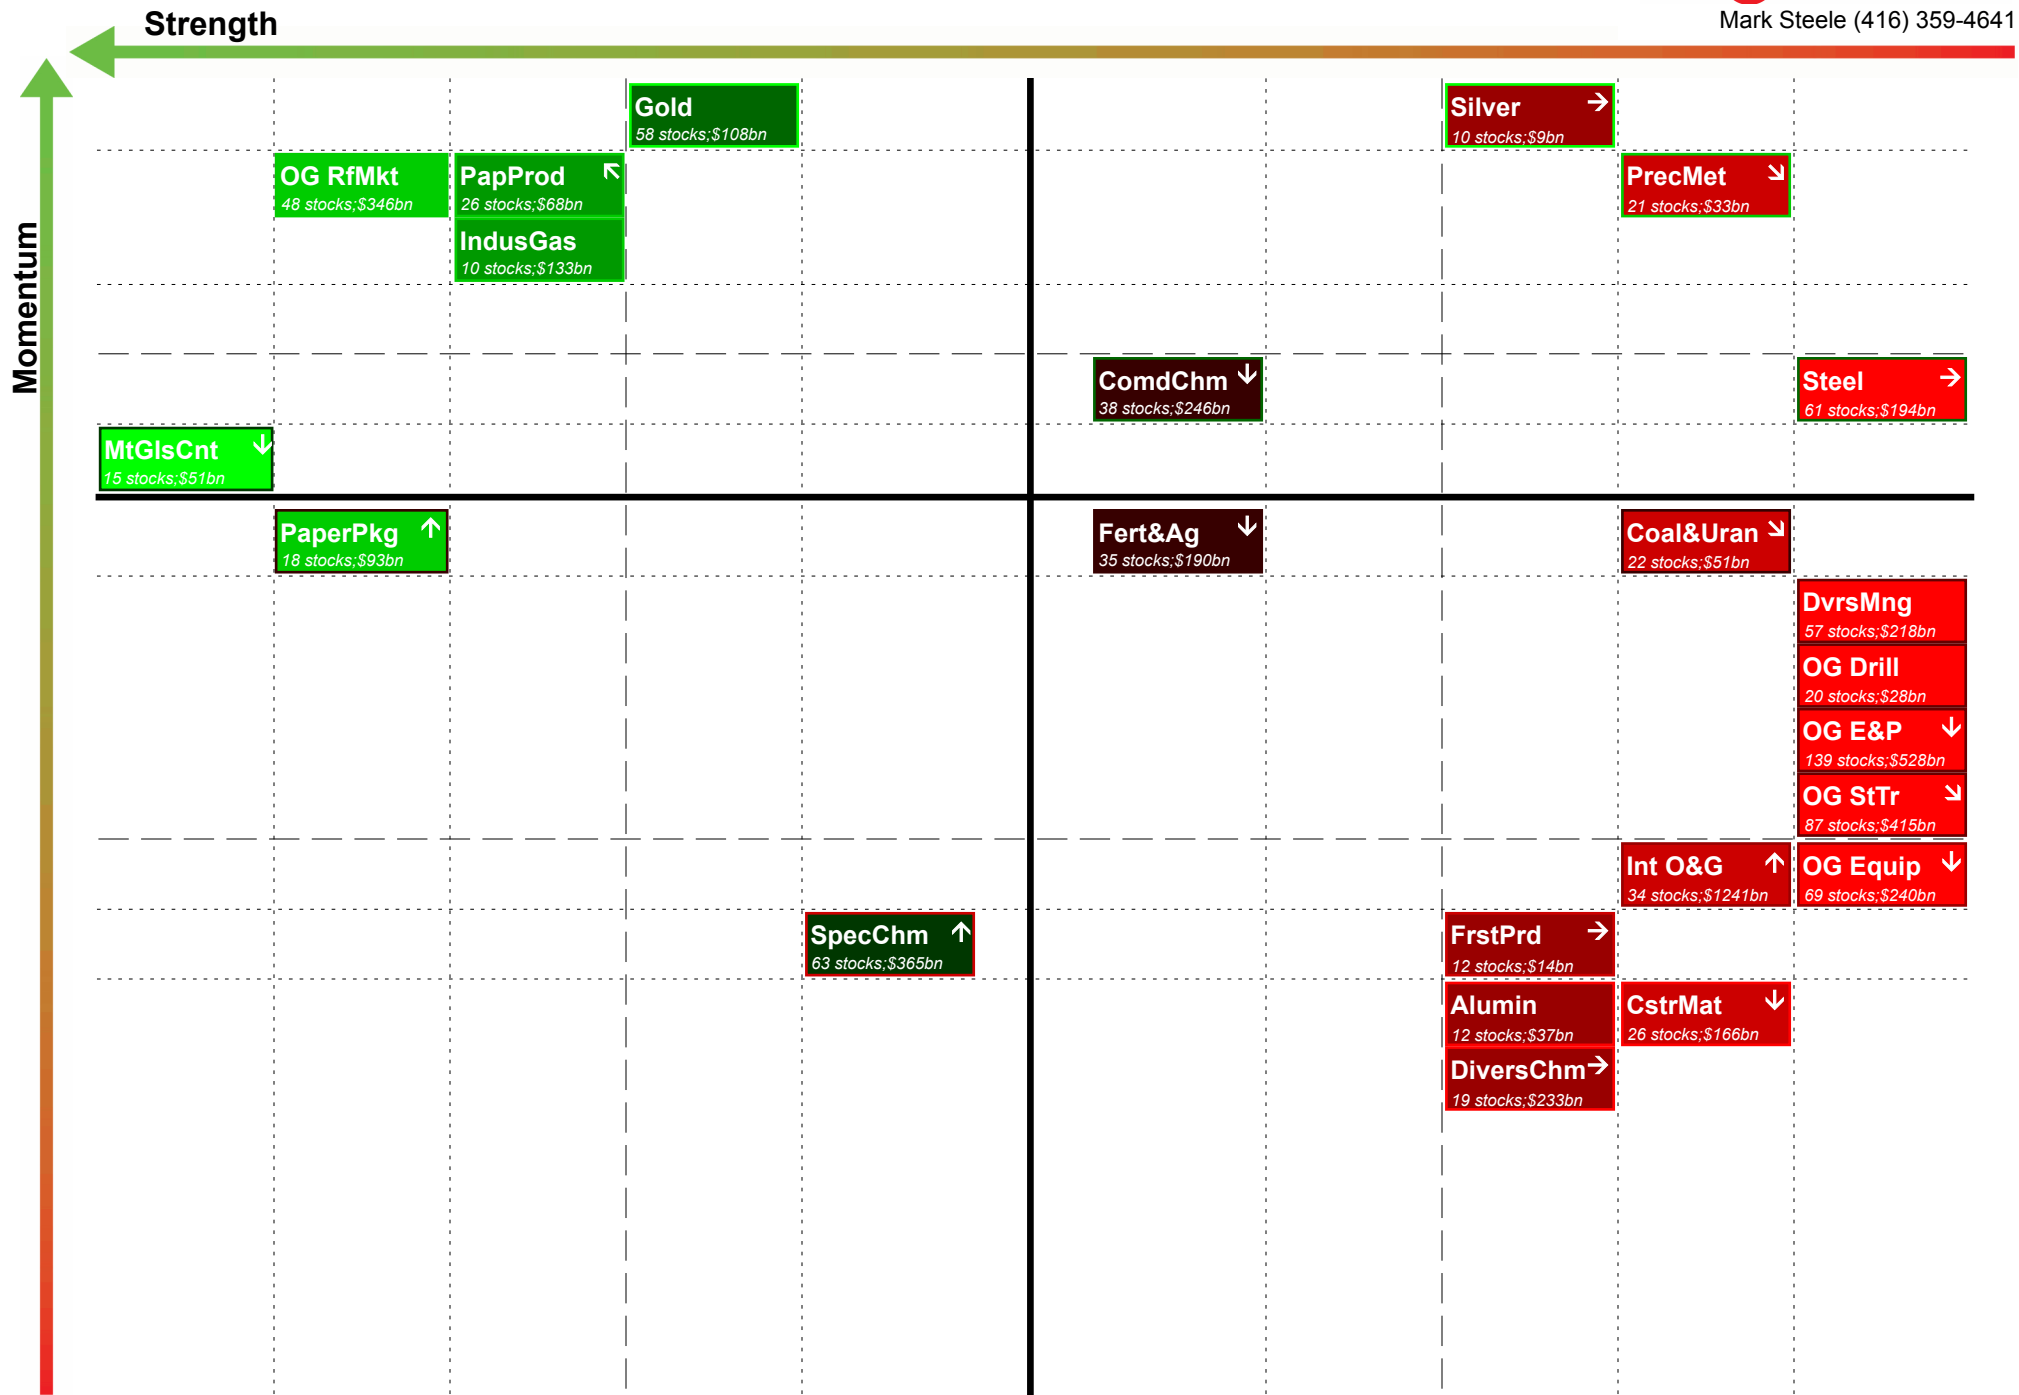 Mark Steele (416) 359-4641
Strength
Momentum
Gold
58 stocks;$108bn
Silver
10 stocks;$9bn
OG RfMkt
48 stocks;$346bn
PapProd
26 stocks;$68bn
PrecMet
21 stocks;$33bn
IndusGas
10 stocks;$133bn
ComdChm
38 stocks;$246bn
Steel
61 stocks;$194bn
MtGlsCnt
15 stocks;$51bn
PaperPkg
18 stocks;$93bn
Fert&Ag
35 stocks;$190bn
Coal&Uran
22 stocks;$51bn
DvrsMng
57 stocks;$218bn
OG Drill
20 stocks;$28bn
OG E&P
139 stocks;$528bn
OG StTr
87 stocks;$415bn
Int O&G
34 stocks;$1241bn
OG Equip
69 stocks;$240bn
SpecChm
63 stocks;$365bn
FrstPrd
12 stocks;$14bn
Alumin
12 stocks;$37bn
CstrMat
26 stocks;$166bn
DiversChm
19 stocks;$233bn